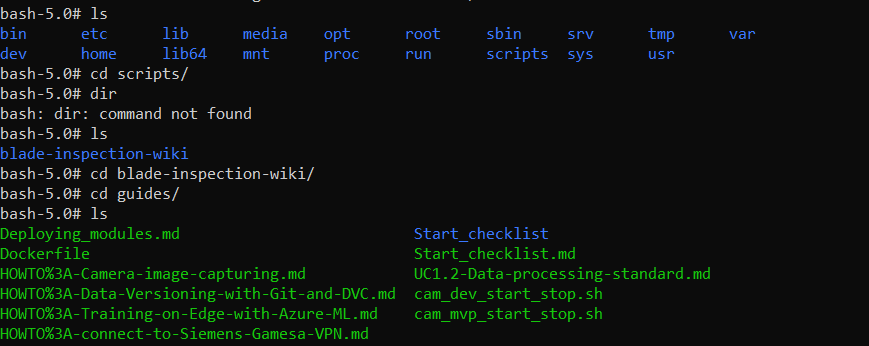 bash-5.0# ls
bin etc lib media opt root sbin srv tmp var
dev home lib64 mnt proc run scripts sys usr
bash-5.0# cd scripts/
bash-5.0# dir
bash: dir: command not found
bash-5.0# ls
blade-inspection-wiki
bash-5.0# cd blade-inspection-wiki/
bash-5.0# cd guides/
bash-5.0# ls
Deploying_modules.md Start_checklist
Dockerfile Start_checklist.md
HOWTO%3A-Camera-image-capturing.md UC1.2-Data-processing-standard.md
HOWTO%3A-Data-Versioning-with-Git-and-DVC.md cam_dev_start_stop.sh
HOWTO%3A-Training-on-Edge-with-Azure-ML.md cam_mvp_start_stop.sh
HOWTO%3A-connect-to-Siemens-Gamesa-VPN.md